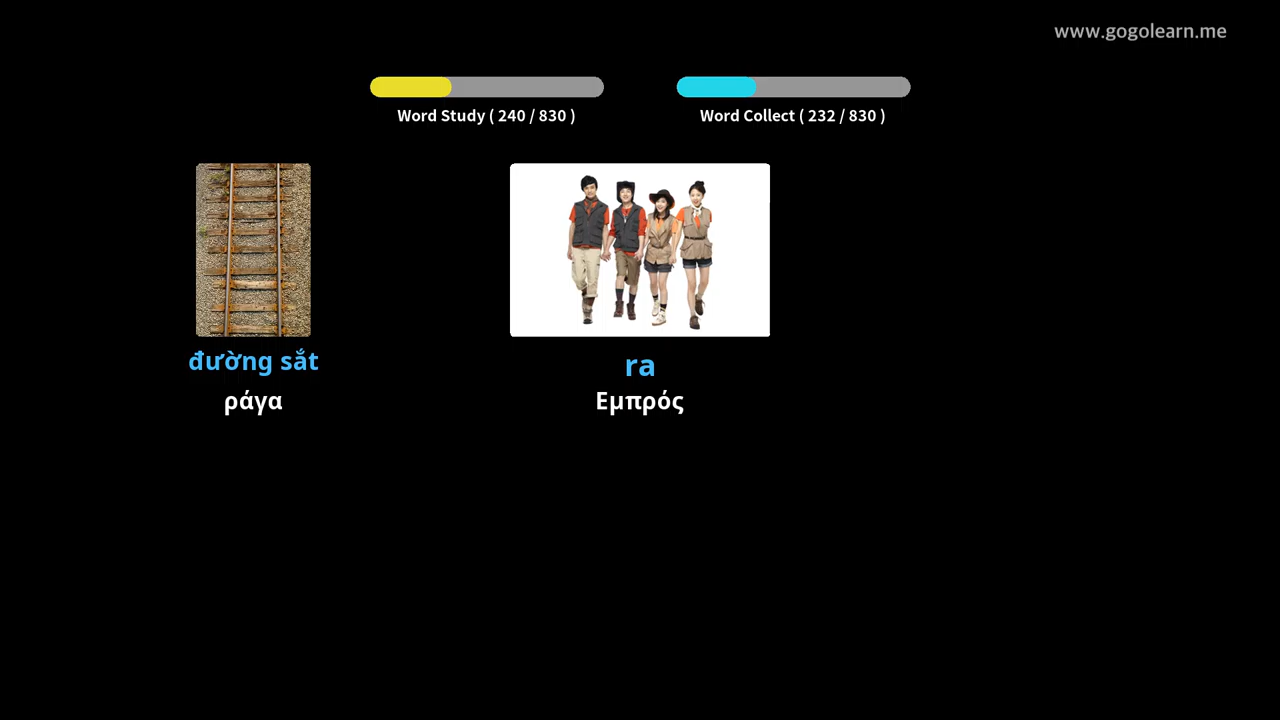 www.gogolearn.me
Word Study ( 240 / 830 )
Word Collect ( 232 / 830 )
đường sắt
ράγα
ra
Εμπρός